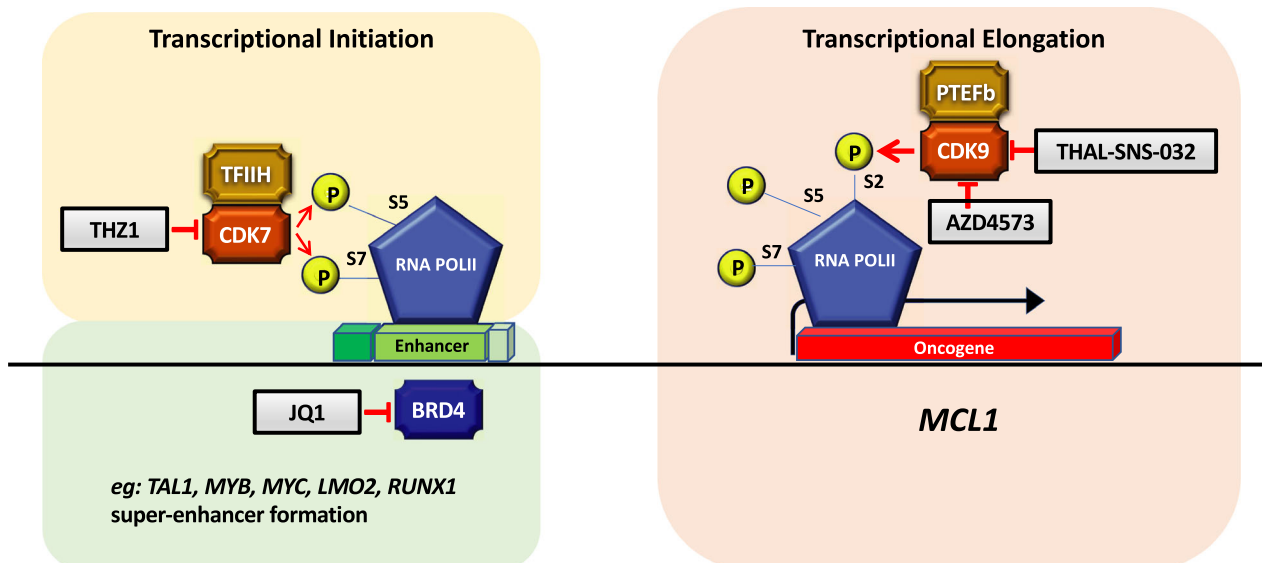 Transcriptional Initiation
TFIIH
CDK7
THZ1
P
S5
S7
P
RNA POLII
Enhancer
JQ1
BRD4
eg: TAL1, MYB, MYC, LMO2, RUNX1
super-enhancer formation
Transcriptional Elongation
PTEFb
CDK9
THAL-SNS-032
AZD4573
P
S2
P
S5
P
S7
RNA POLII
Oncogene
MCL1